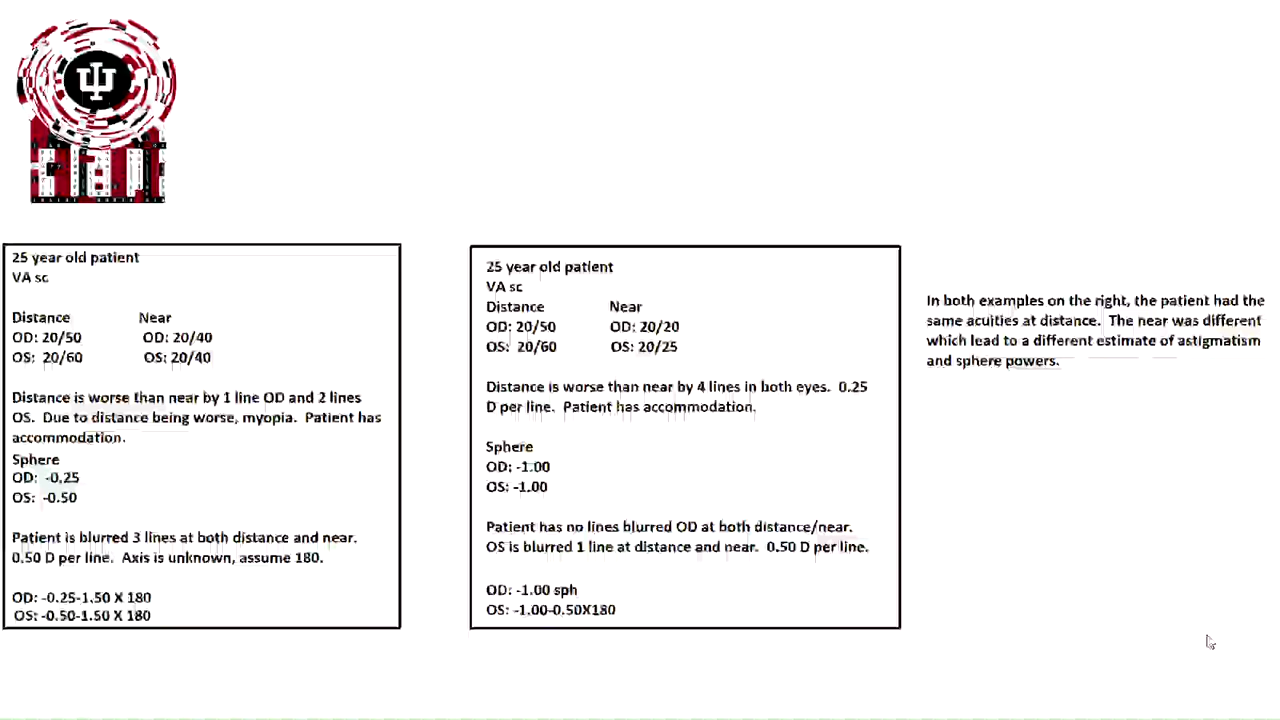 25 year old patient
VA sc
Distance Near
OD: 20/50 OD: 20/40
OS: 20/60 OS: 20/40
Distance is worse than near by 1 line OD and 2 lines
OS. Due to distance being worse, myopia. Patient has
accommodation.
Sphere
OD: -0.25
OS: -0.50
Patient is blurred 3 lines at both distance and near.
0.50 D per line. Axis is unknown, assume 180.
OD: -0.25-1.50 X 180
OS: -0.50-1.50 X 180
25 year old patient
VA sc
Distance Near
OD: 20/50 OD: 20/20
OS: 20/60 OS: 20/25
Distance is worse than near by 4 lines in both eyes. 0.25
D per line. Patient has accommodation.
Sphere
OD: -1.00
OS: -1.00
Patient has no lines blurred OD at both distance/near.
OS is blurred 1 line at distance and near. 0.50 D per line.
OD: -1.00 sph
OS: -1.00-0.50X180
In both examples on the right, the patient had the
same acuities at distance. The near was different
which lead to a different estimate of astigmatism
and sphere powers.